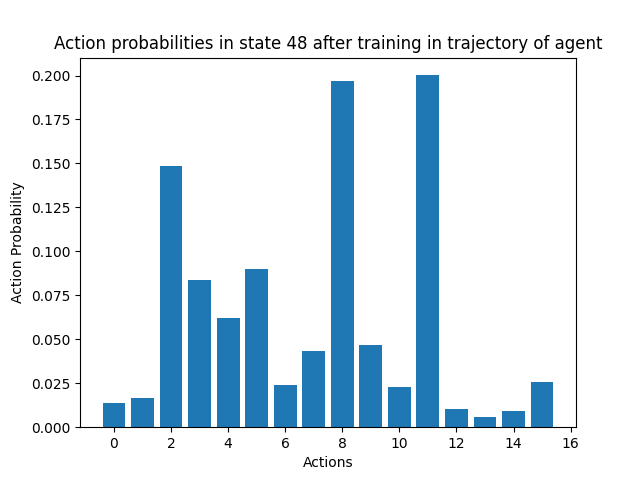 Action probabilities in state 48 after training in trajectory of agent
0.200
0.175
0.150
0.125
0.100
0.075
0.050
0.025
0.000
Action Probability
0 2 4 6 8 10 12 14 16
Actions